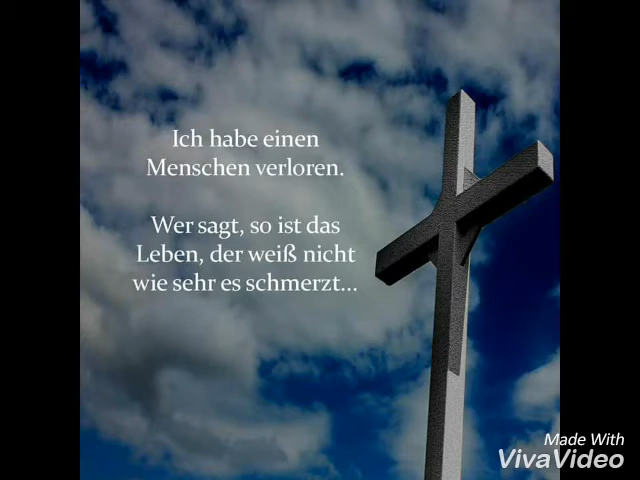 Ich habe einen
Menschen verloren.
Wer sagt, so ist das
Leben, der weiß nicht
wie sehr es schmerzt...
Made With
VivaVideo